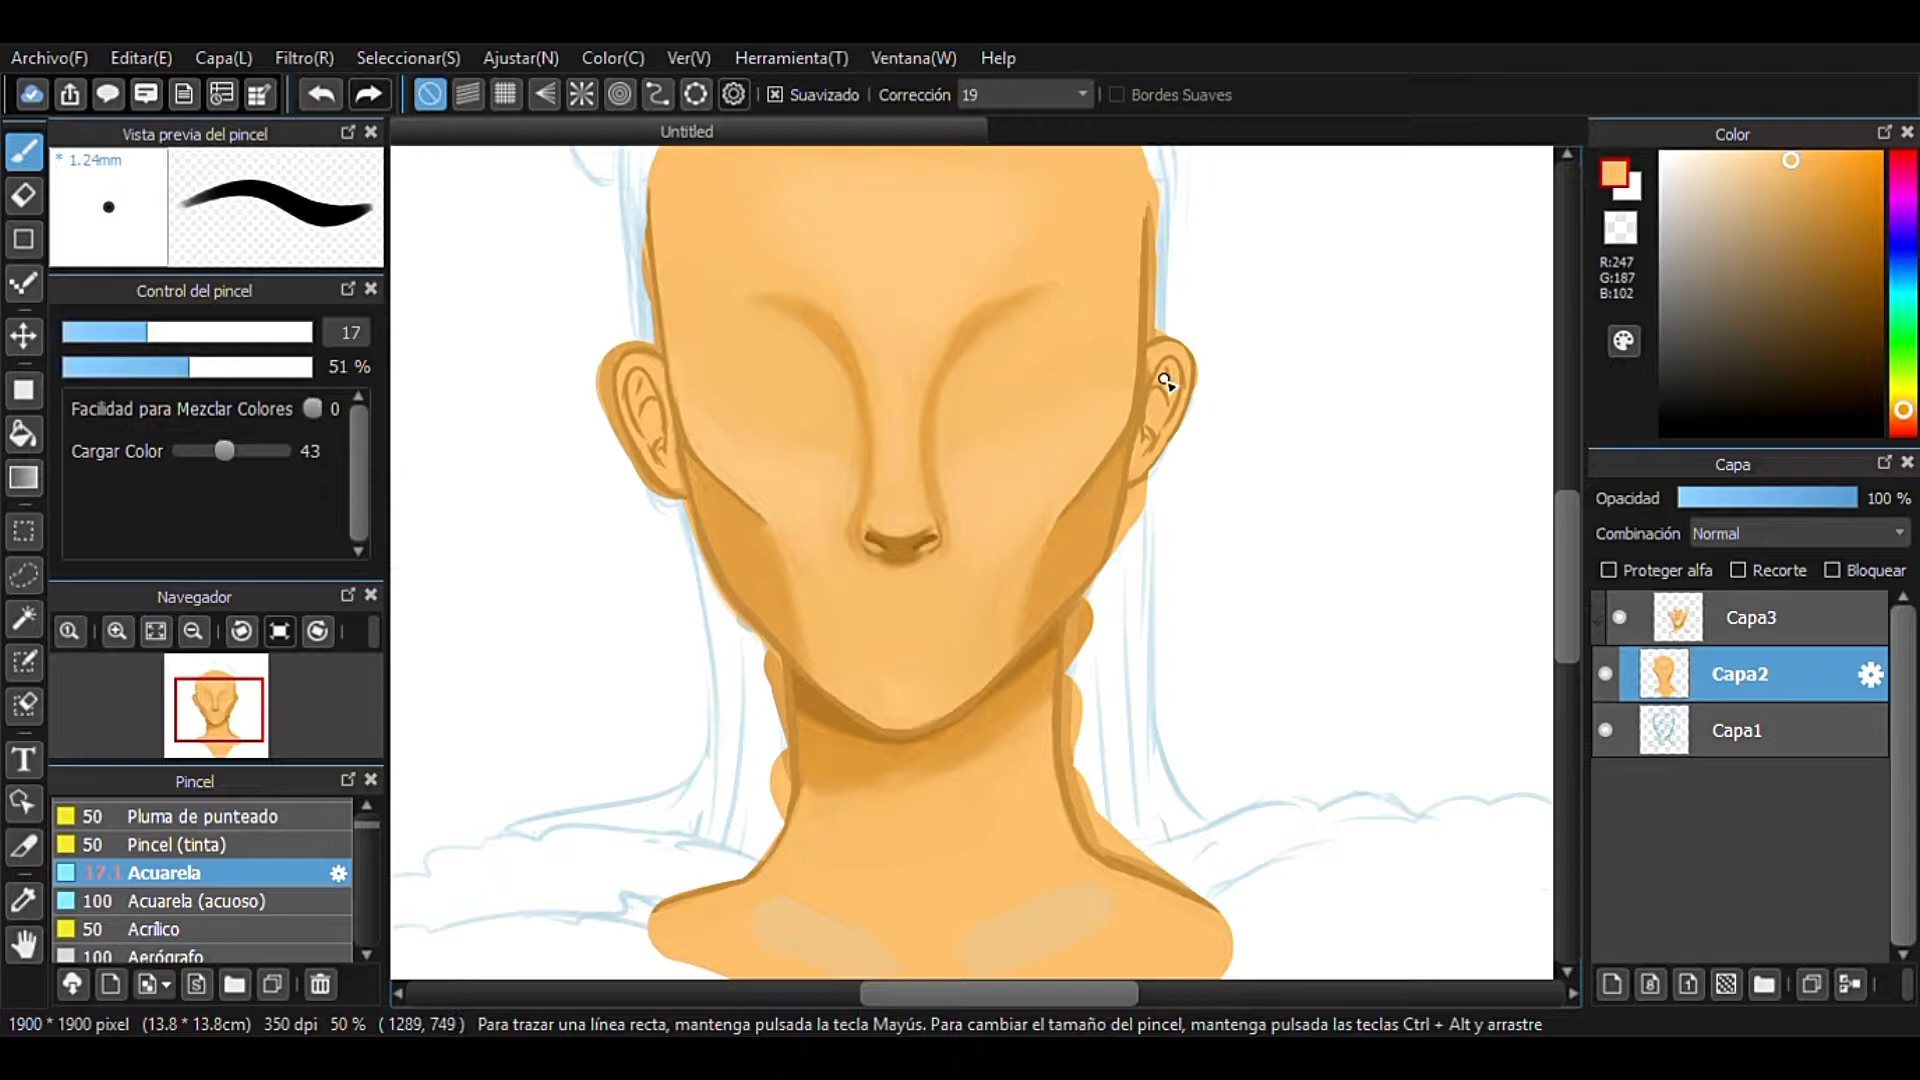 Archivo(F) Editar(E) Capa(L) Filtro(R) Seleccionar(S) Ajustar(N) Color(C) Ver(V) Herramienta(T) Ventana(W) Help
Suavizado Corrección 19 Bordes Suaves
Vista previa del pincel
* 1.24mm
Control del pincel
17
51 %
Facilidad para Mezclar Colores 0
Cargar Color 43
Navegador
Pincel
50 Pluma de punteado
50 Pincel (tinta)
17.1 Acuarela
100 Acuarela (acuoso)
50 Acrílico
100 Aerógrafo
Untitled
Color
R:247
G:187
B:102
Capa
Opacidad 100 %
Combinación Normal
Proteger alfa Recorte Bloquear
Capa3
Capa2
Capa1
1900 * 1900 pixel (13.8 * 13.8cm) 350 dpi 50 % ( 1289, 749 ) Para trazar una línea recta, mantenga pulsada la tecla Mayús. Para cambiar el tamaño del pincel, mantenga pulsada las teclas Ctrl + Alt y arrastre